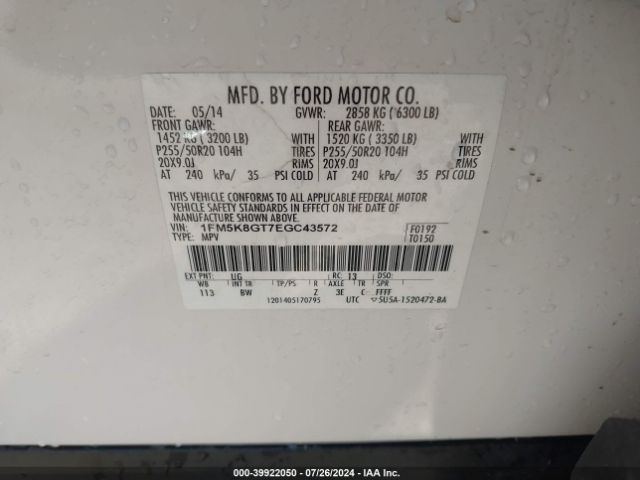 MFD. BY FORD MOTOR CO.
DATE: 05/14 GVWR: 2858 KG ( 6300 LB)
FRONT GAWR: REAR GAWR:
1452 KG ( 3200 LB) WITH 1520 KG ( 3350 LB) WITH
P255/50R20 104H TIRES P255/50R20 104H TIRES
20X9.0J RIMS 20X9.0J RIMS
AT 240 kPa/ 35 PSI COLD AT 240 kPa/ 35 PSI COLD
THIS VEHICLE CONFORMS TO ALL APPLICABLE FEDERAL MOTOR
VEHICLE SAFETY STANDARDS IN EFFECT ON THE DATE OF
MANUFACTURE SHOWN ABOVE.
VIN: 1FM5K8GT7EGC43572 F0192
TYPE: MPV T0150
EXT PNT: UG RC: 13 DSO:
WB INT TR TP/PS R AXLE TR SPR
113 BW Z 3E C FFFF
1201405170795 UTC 5U5A-1520472-BA
000-39922050 - 07/26/2024 - IAA Inc.